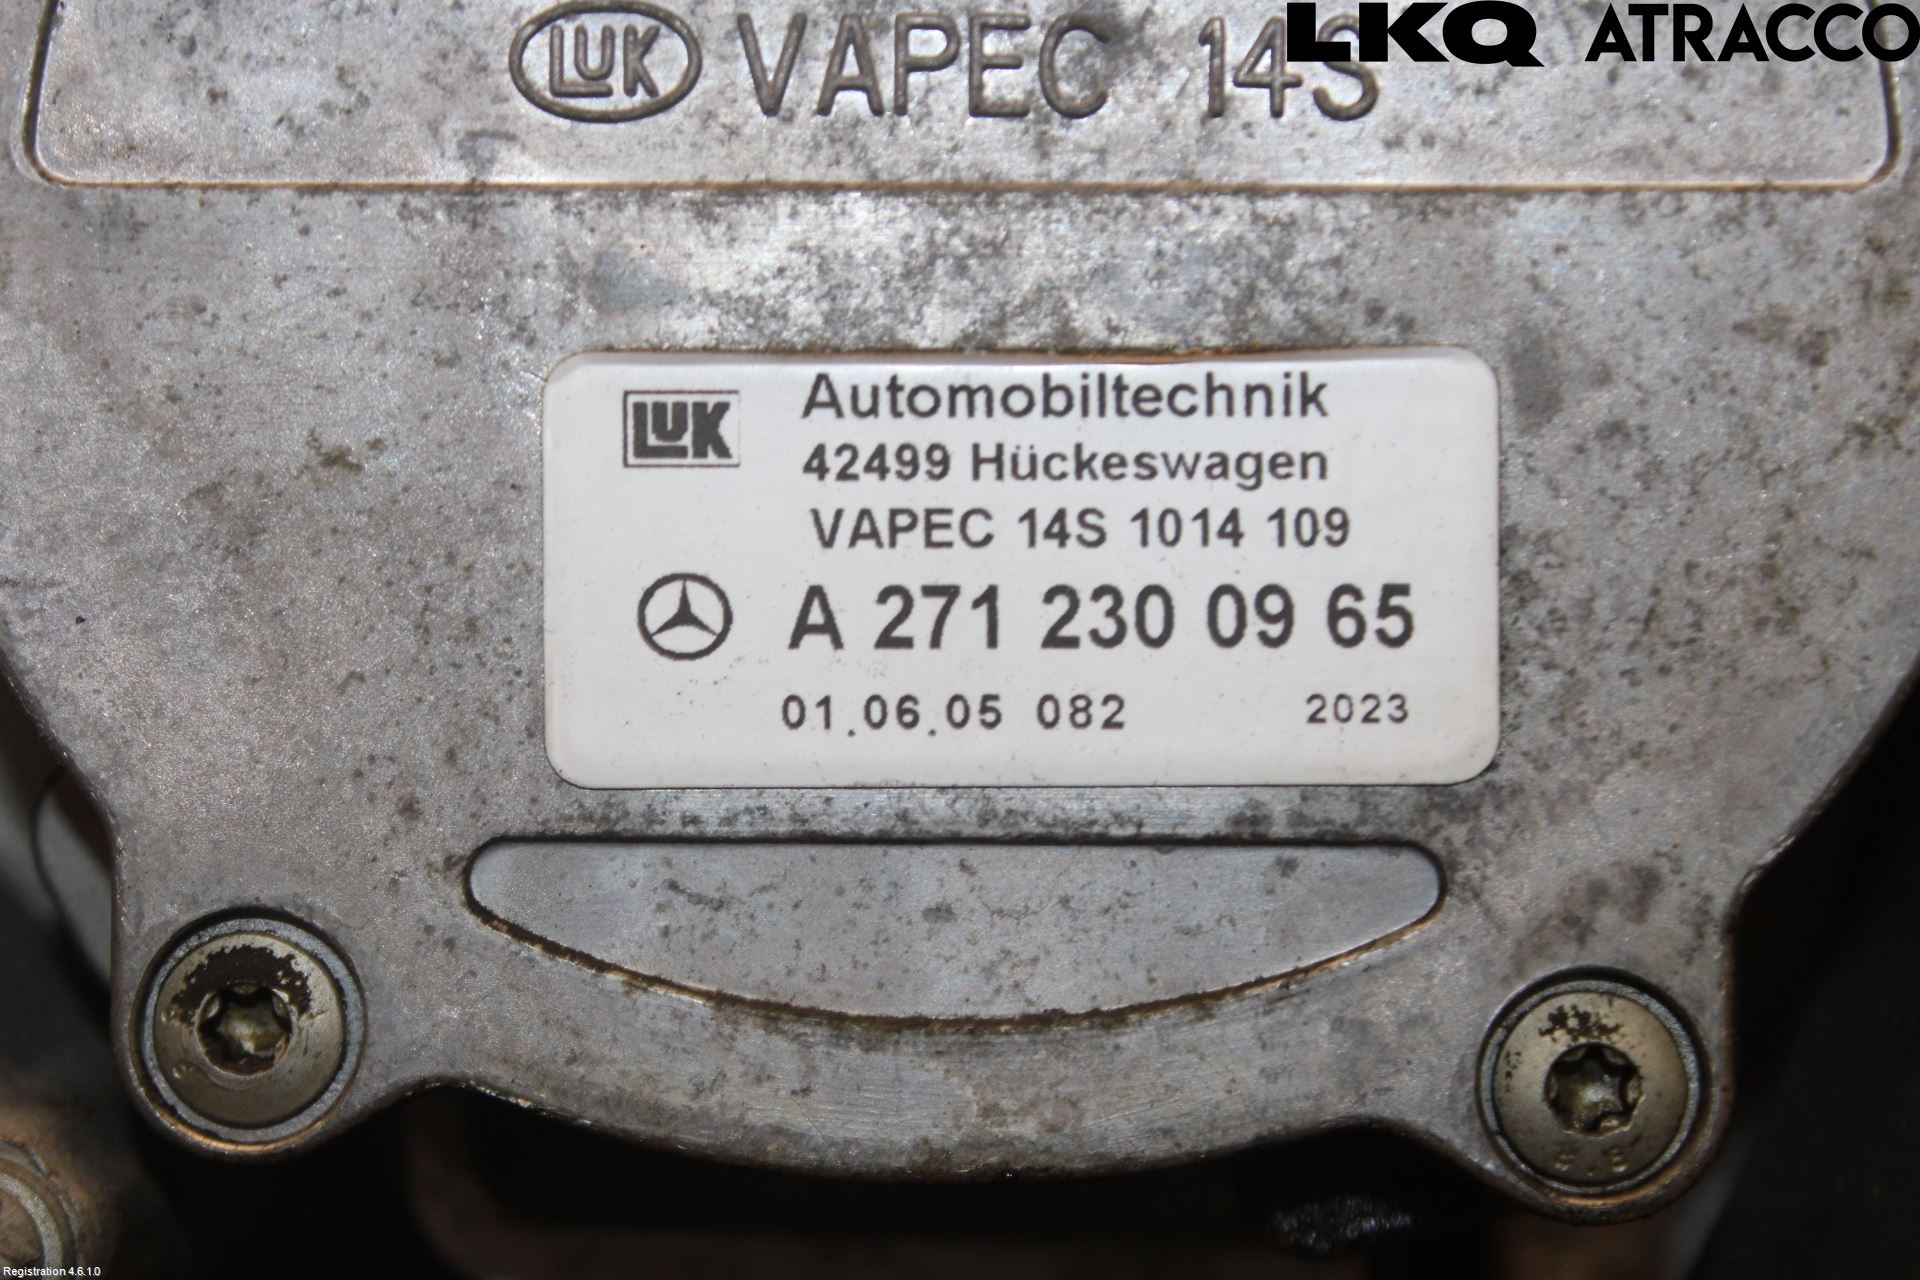 LKQ ATRACCO
LUK VAPEC 14S
LUK Automobiltechnik
42499 Hückeswagen
VAPEC 14S 1014 109
A 271 230 09 65
01.06.05 082 2023
Registration 4.6.1.0